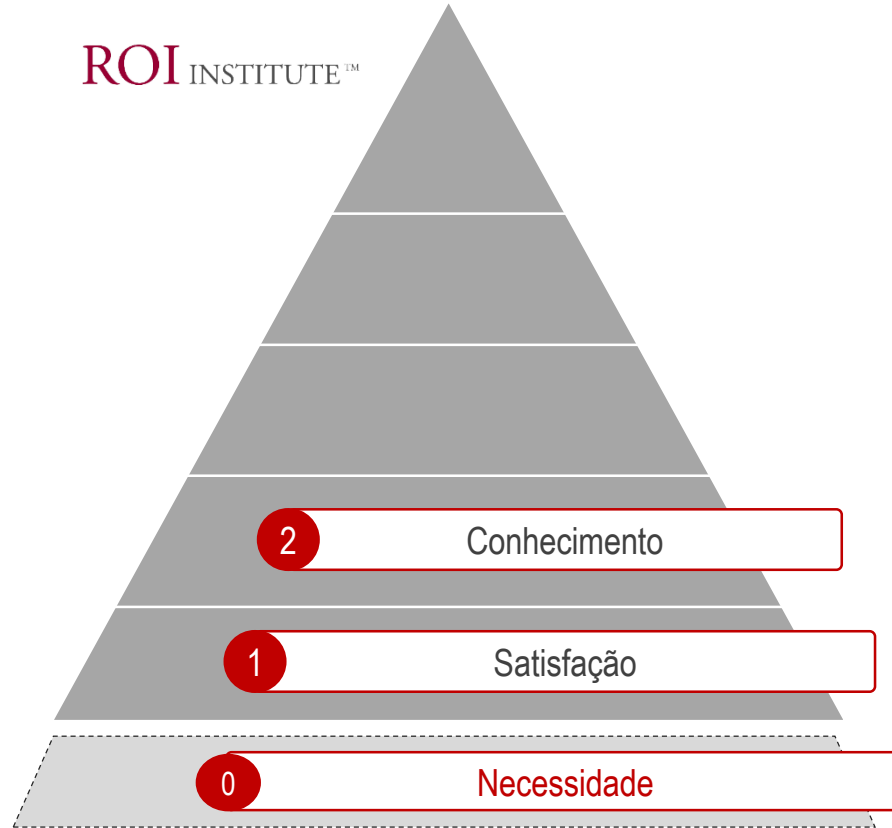 ROI INSTITUTE™
2 Conhecimento
1 Satisfação
0 Necessidade